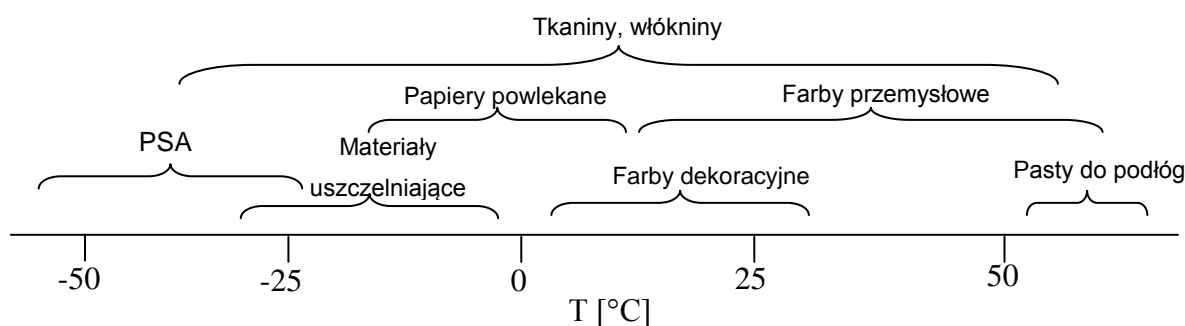 Tkaniny, włókniny
Papiery powlekane
Farby przemysłowe
PSA
Materiały
uszczelniające
Farby dekoracyjne
Pasty do podłóg
-50
-25
0
25
50
T [°C]